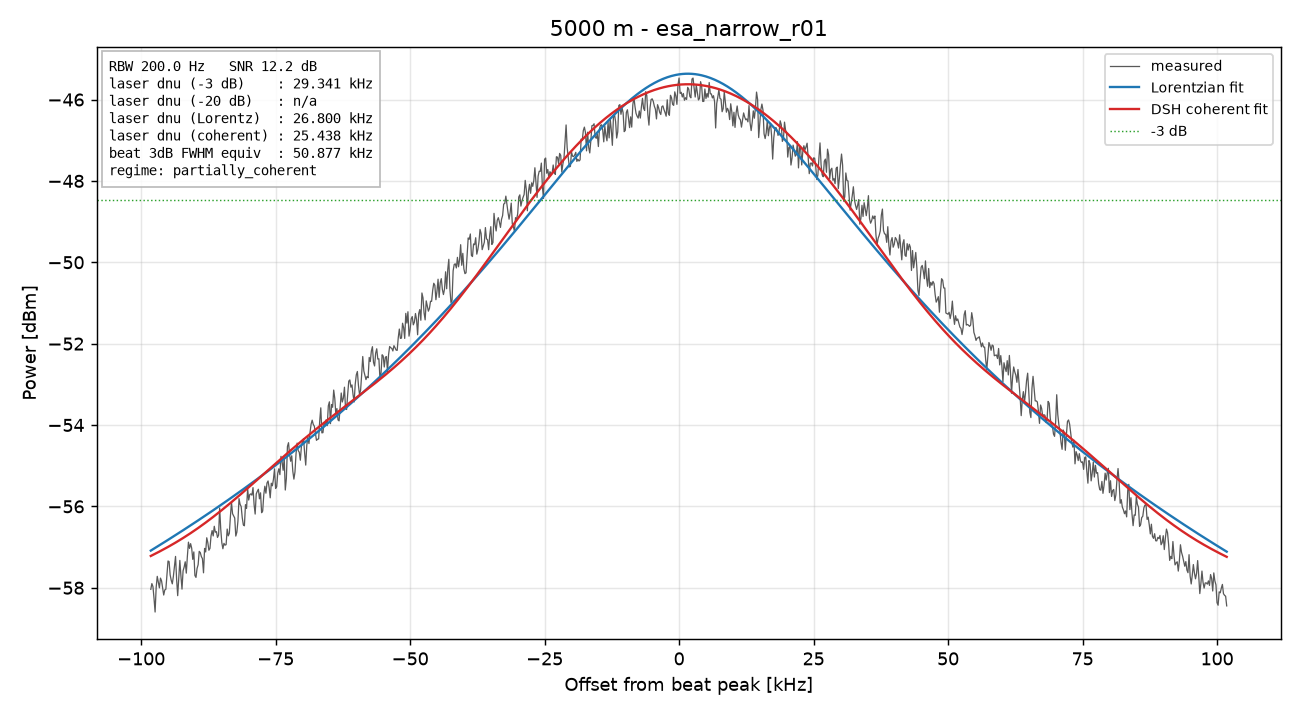 5000 m - esa_narrow_r01
RBW 200.0 Hz   SNR 12.2 dB
laser dnu (-3 dB)    : 29.341 kHz
laser dnu (-20 dB)   : n/a
laser dnu (Lorentz)  : 26.800 kHz
laser dnu (coherent) : 25.438 kHz
beat 3dB FWHM equiv  : 50.877 kHz
regime: partially_coherent
measured
Lorentzian fit
DSH coherent fit
-3 dB
Power [dBm]
−46
−48
−50
−52
−54
−56
−58
−100
−75
−50
−25
0
25
50
75
100
Offset from beat peak [kHz]